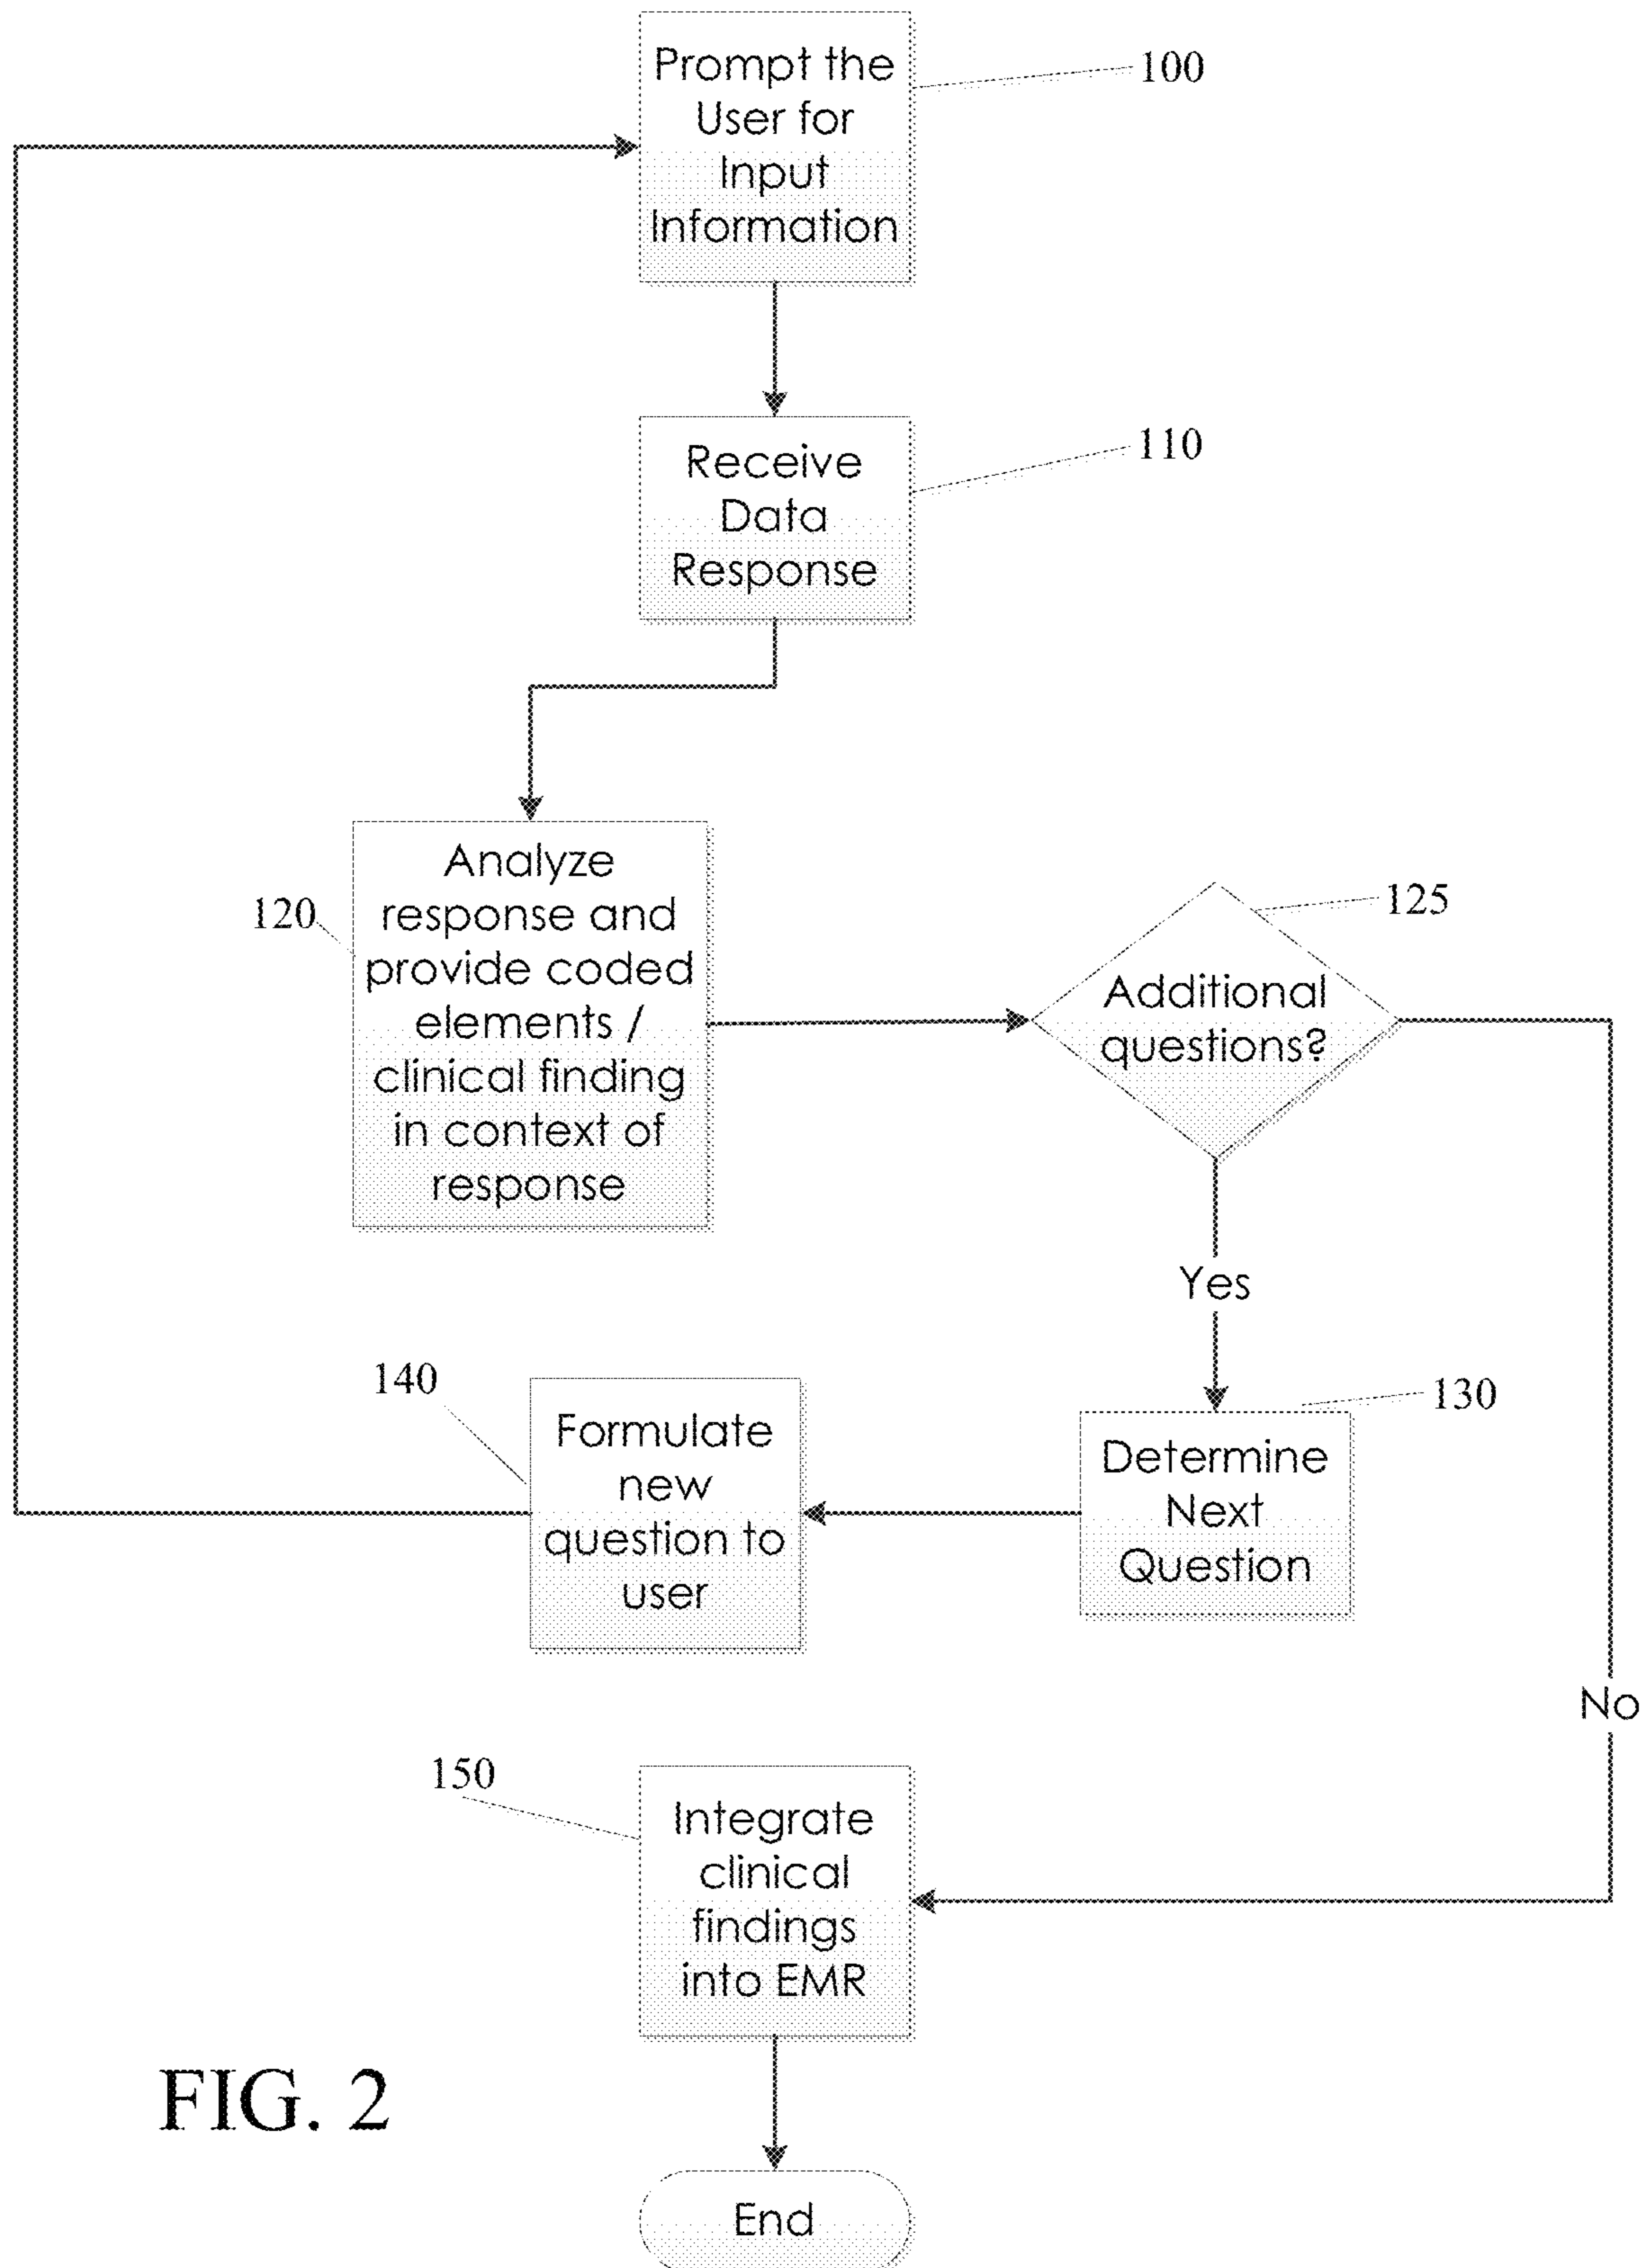 Prompt the
User for
Input
Information
100
Receive
Data
Response
110
Analyze
response and
provide coded
elements /
clinical finding
in context of
response
120
Additional
questions?
125
Yes
No
Determine
Next
Question
130
Formulate
new
question to
user
140
Integrate
clinical
findings
into EMR
150
End
FIG. 2